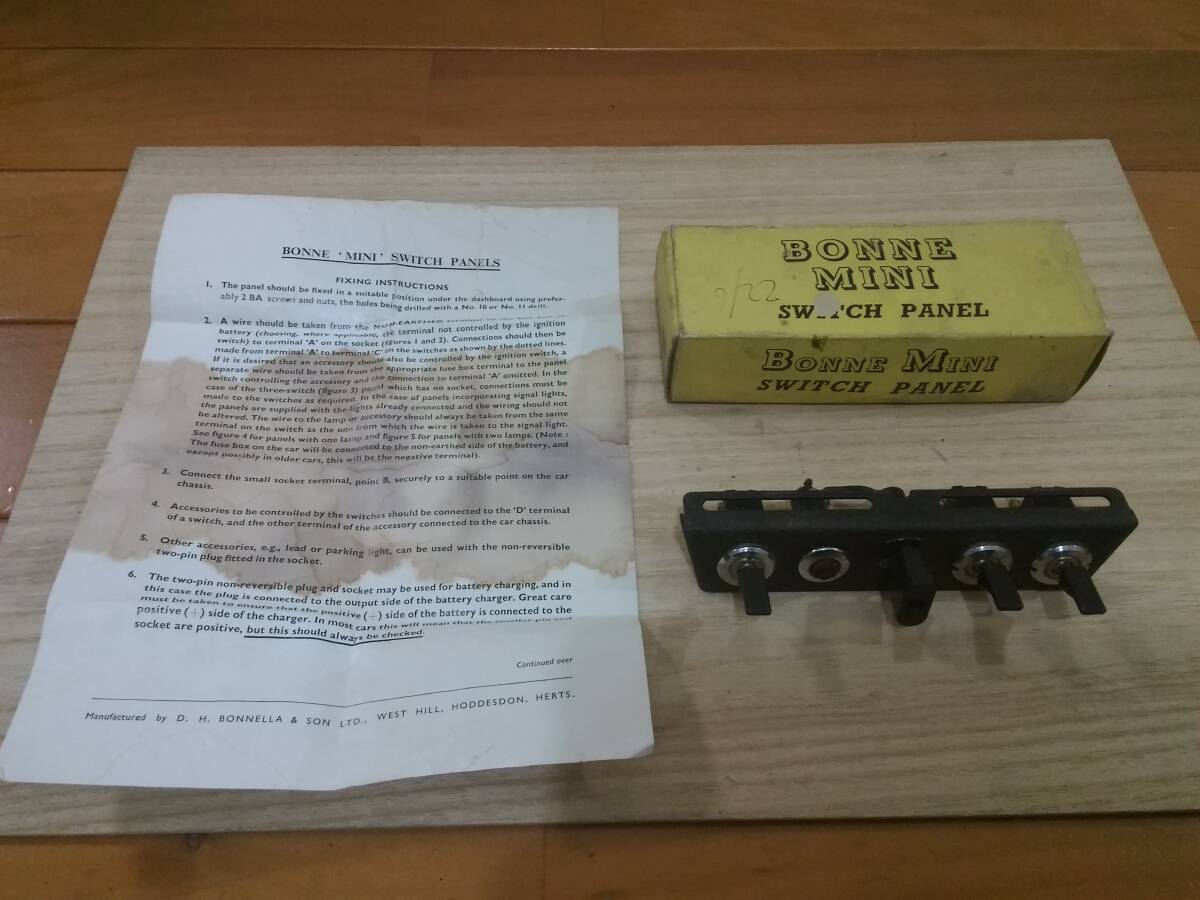 BONNE 'MINI' SWITCH PANELS
FIXING INSTRUCTIONS
1. The panel should be fixed in a suitable position under the dashboard using prefer-
ably 2 BA screws and nuts, the holes being drilled with a No. 10 or No. 11 drill.
2. A wire should be taken from the NON-EARTHED
battery (choosing, where applicable, the terminal not controlled by the ignition
switch) to terminal 'A' on the socket (figures 1 and 2). Connections should then be
made from terminal 'A' to terminal 'C' on the switches as shown by the dotted lines.
If it is desired that an accessory should also be controlled by the ignition switch, a
separate wire should be taken from the appropriate fuse box terminal to the panel
switch controlling the accessory and the connection to terminal 'A' omitted. In the
case of the three-switch (figure 3) panel which has no socket, connections must be
made to the switches as required. In the case of panels incorporating signal lights,
the panels are supplied with the lights already connected and the wiring should not
be altered. The wire to the lamp or accessory should always be taken from the same
terminal on the switch as the one from which the wire is taken to the signal light.
See figure 4 for panels with one lamp and figure 5 for panels with two lamps. (Note :
The fuse box on the car will be connected to the non-earthed side of the battery, and
except possibly in older cars, this will be the negative terminal).
3. Connect the small socket terminal, point B, securely to a suitable point on the car
chassis.
4. Accessories to be controlled by the switches should be connected to the 'D' terminal
of a switch, and the other terminal of the accessory connected to the car chassis.
5. Other accessories, e.g., lead or parking light, can be used with the non-reversible
two-pin plug fitted in the socket.
6. The two-pin non-reversible plug and socket may be used for battery charging, and in
this case the plug is connected to the output side of the battery charger. Great care
must be taken to ensure that the positive (+) side of the battery is connected to the
positive (+) side of the charger. In most cars this will mean that the smaller pin and
socket are positive, but this should always be checked.
Continued over
Manufactured by D. H. BONNELLA & SON LTD., WEST HILL, HODDESDON, HERTS.
BONNE
MINI
SWITCH PANEL
BONNE MINI
SWITCH PANEL